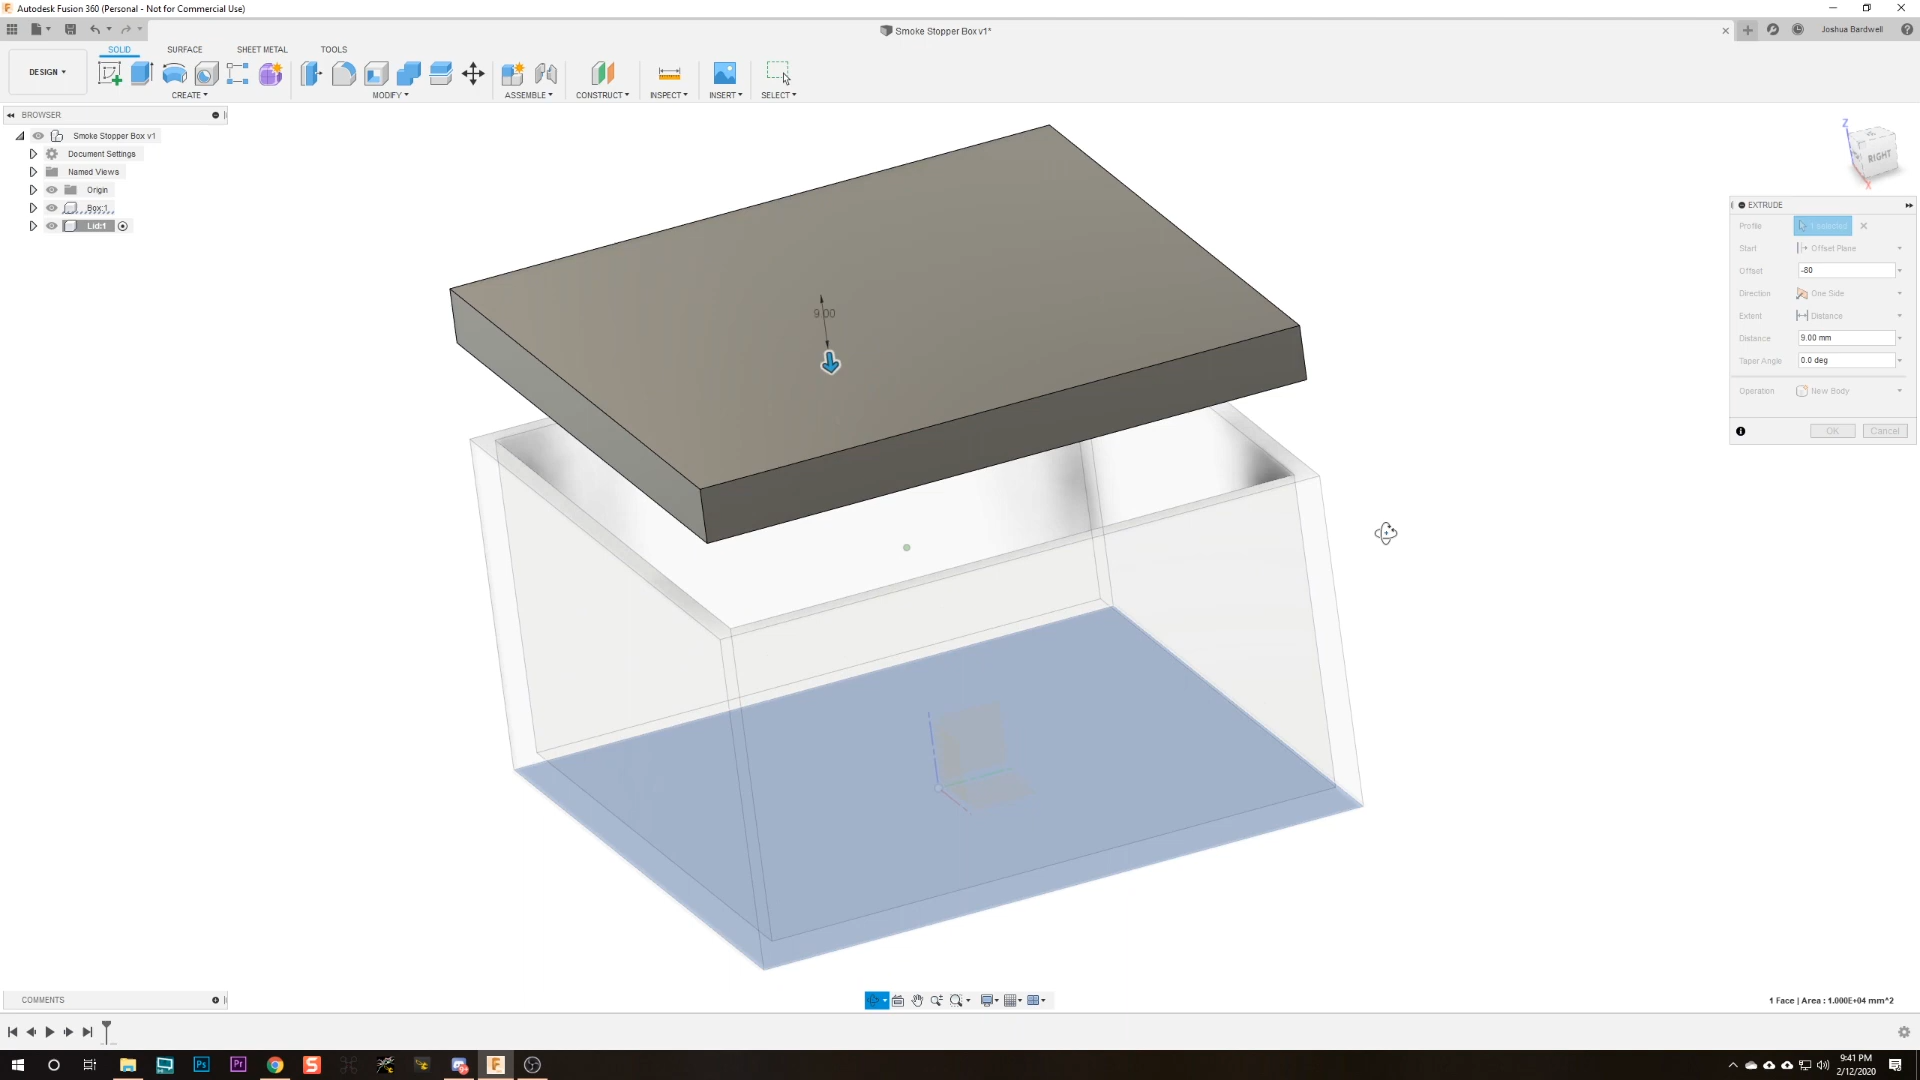 Autodesk Fusion 360 (Personal - Not for Commercial Use)
Smoke Stopper Box v1*
Joshua Bardwell
SOLID SURFACE SHEET METAL TOOLS
DESIGN
CREATE MODIFY ASSEMBLE CONSTRUCT INSPECT INSERT SELECT
BROWSER
Smoke Stopper Box v1
Document Settings
Named Views
Origin
Box:1
Lid:1
Z
RIGHT
X
EXTRUDE
Profile 1 selected
Start Offset Plane
Offset -80
Direction One Side
Extent Distance
Distance 9.00 mm
Taper Angle 0.0 deg
Operation New Body
OK Cancel
9.00
COMMENTS
1 Face | Area : 1.000E+04 mm^2
9:41 PM
2/12/2020